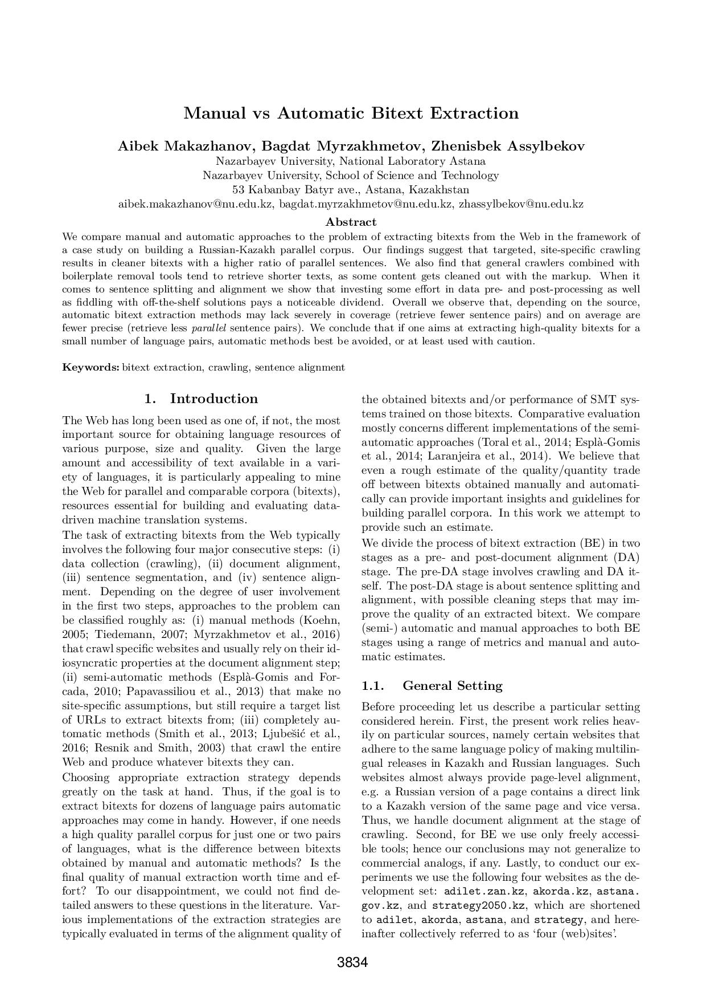 Manual vs Automatic Bitext Extraction
Aibek Makazhanov, Bagdat Myrzakhmetov, Zhenisbek Assylbekov
Nazarbayev University, National Laboratory Astana
Nazarbayev University, School of Science and Technology
53 Kabanbay Batyr ave., Astana, Kazakhstan
aibek.makazhanov@nu.edu.kz, bagdat.myrzakhmetov@nu.edu.kz, zhassylbekov@nu.edu.kz
Abstract
We compare manual and automatic approaches to the problem of extracting bitexts from the Web in the framework of
a case study on building a Russian-Kazakh parallel corpus. Our findings suggest that targeted, site-specific crawling
results in cleaner bitexts with a higher ratio of parallel sentences. We also find that general crawlers combined with
boilerplate removal tools tend to retrieve shorter texts, as some content gets cleaned out with the markup. When it
comes to sentence splitting and alignment we show that investing some effort in data pre- and post-processing as well
as fiddling with off-the-shelf solutions pays a noticeable dividend. Overall we observe that, depending on the source,
automatic bitext extraction methods may lack severely in coverage (retrieve fewer sentence pairs) and on average are
fewer precise (retrieve less parallel sentence pairs). We conclude that if one aims at extracting high-quality bitexts for a
small number of language pairs, automatic methods best be avoided, or at least used with caution.
Keywords: bitext extraction, crawling, sentence alignment
1. Introduction
The Web has long been used as one of, if not, the most
important source for obtaining language resources of
various purpose, size and quality. Given the large
amount and accessibility of text available in a vari-
ety of languages, it is particularly appealing to mine
the Web for parallel and comparable corpora (bitexts),
resources essential for building and evaluating data-
driven machine translation systems.
The task of extracting bitexts from the Web typically
involves the following four major consecutive steps: (i)
data collection (crawling), (ii) document alignment,
(iii) sentence segmentation, and (iv) sentence align-
ment. Depending on the degree of user involvement
in the first two steps, approaches to the problem can
be classified roughly as: (i) manual methods (Koehn,
2005; Tiedemann, 2007; Myrzakhmetov et al., 2016)
that crawl specific websites and usually rely on their id-
iosyncratic properties at the document alignment step;
(ii) semi-automatic methods (Esplà-Gomis and For-
cada, 2010; Papavassiliou et al., 2013) that make no
site-specific assumptions, but still require a target list
of URLs to extract bitexts from; (iii) completely au-
tomatic methods (Smith et al., 2013; Ljubešić et al.,
2016; Resnik and Smith, 2003) that crawl the entire
Web and produce whatever bitexts they can.
Choosing appropriate extraction strategy depends
greatly on the task at hand. Thus, if the goal is to
extract bitexts for dozens of language pairs automatic
approaches may come in handy. However, if one needs
a high quality parallel corpus for just one or two pairs
of languages, what is the difference between bitexts
obtained by manual and automatic methods? Is the
final quality of manual extraction worth time and ef-
fort? To our disappointment, we could not find de-
tailed answers to these questions in the literature. Var-
ious implementations of the extraction strategies are
typically evaluated in terms of the alignment quality of
the obtained bitexts and/or performance of SMT sys-
tems trained on those bitexts. Comparative evaluation
mostly concerns different implementations of the semi-
automatic approaches (Toral et al., 2014; Esplà-Gomis
et al., 2014; Laranjeira et al., 2014). We believe that
even a rough estimate of the quality/quantity trade
off between bitexts obtained manually and automati-
cally can provide important insights and guidelines for
building parallel corpora. In this work we attempt to
provide such an estimate.
We divide the process of bitext extraction (BE) in two
stages as a pre- and post-document alignment (DA)
stage. The pre-DA stage involves crawling and DA it-
self. The post-DA stage is about sentence splitting and
alignment, with possible cleaning steps that may im-
prove the quality of an extracted bitext. We compare
(semi-) automatic and manual approaches to both BE
stages using a range of metrics and manual and auto-
matic estimates.
1.1. General Setting
Before proceeding let us describe a particular setting
considered herein. First, the present work relies heav-
ily on particular sources, namely certain websites that
adhere to the same language policy of making multilin-
gual releases in Kazakh and Russian languages. Such
websites almost always provide page-level alignment,
e.g. a Russian version of a page contains a direct link
to a Kazakh version of the same page and vice versa.
Thus, we handle document alignment at the stage of
crawling. Second, for BE we use only freely accessi-
ble tools; hence our conclusions may not generalize to
commercial analogs, if any. Lastly, to conduct our ex-
periments we use the following four websites as the de-
velopment set: adilet.zan.kz, akorda.kz, astana.
gov.kz, and strategy2050.kz, which are shortened
to adilet, akorda, astana, and strategy, and here-
inafter collectively referred to as ‘four (web)sites’.
3834